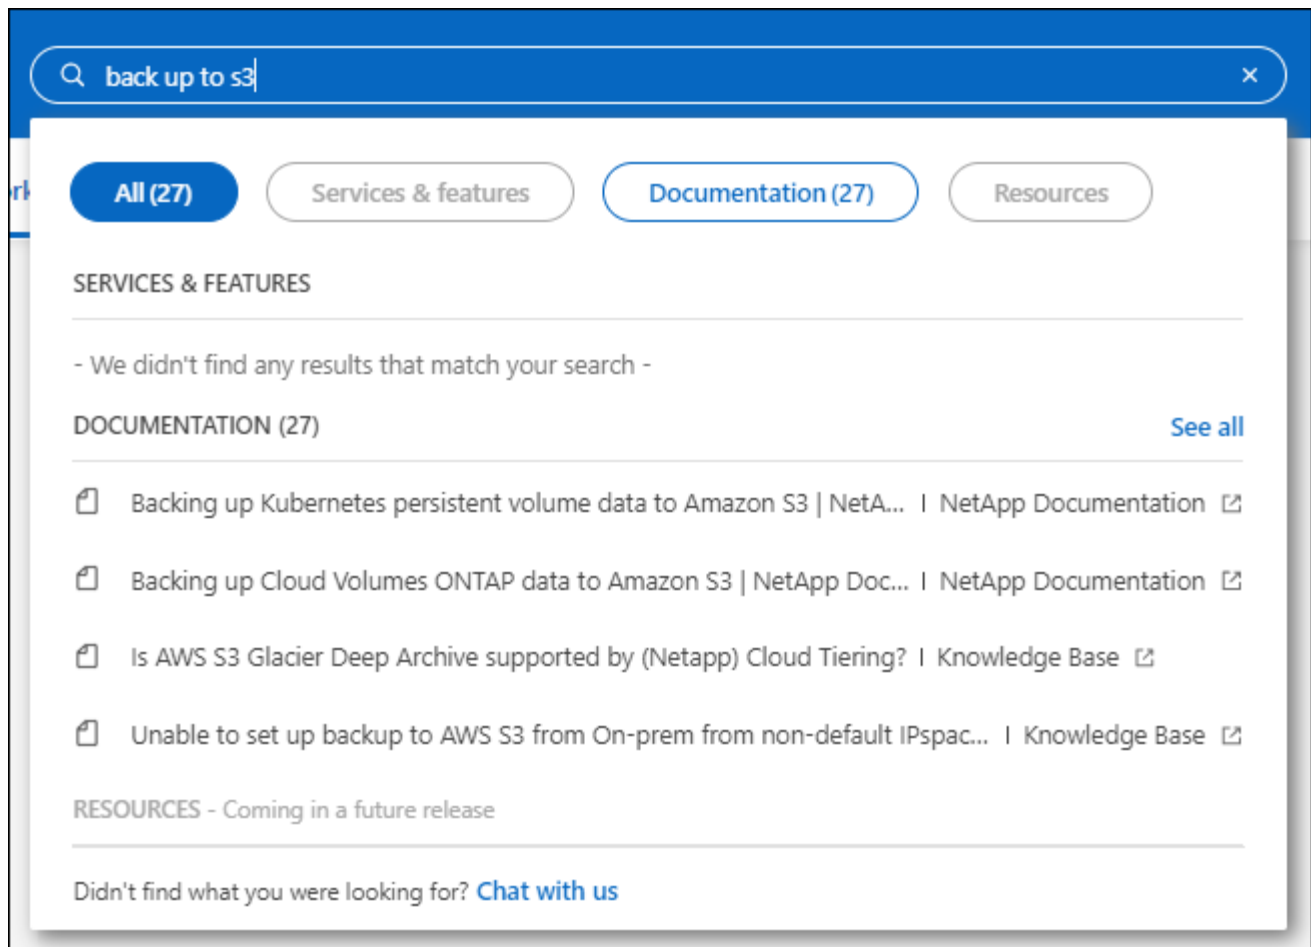 back up to s3
ork
All (27) Services & features Documentation (27) Resources
SERVICES & FEATURES
- We didn't find any results that match your search -
DOCUMENTATION (27) See all
Backing up Kubernetes persistent volume data to Amazon S3 | NetA... I NetApp Documentation
Backing up Cloud Volumes ONTAP data to Amazon S3 | NetApp Doc... I NetApp Documentation
Is AWS S3 Glacier Deep Archive supported by (Netapp) Cloud Tiering? I Knowledge Base
Unable to set up backup to AWS S3 from On-prem from non-default IPspac... I Knowledge Base
RESOURCES - Coming in a future release
Didn't find what you were looking for? Chat with us